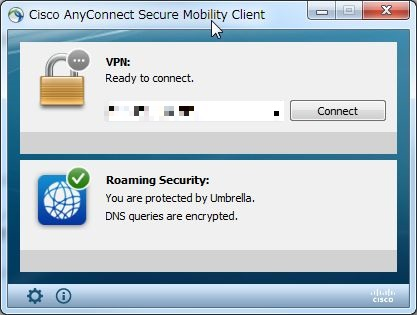 Cisco AnyConnect Secure Mobility Client
VPN:
Ready to connect.
Connect
Roaming Security:
You are protected by Umbrella.
DNS queries are encrypted.
CISCO